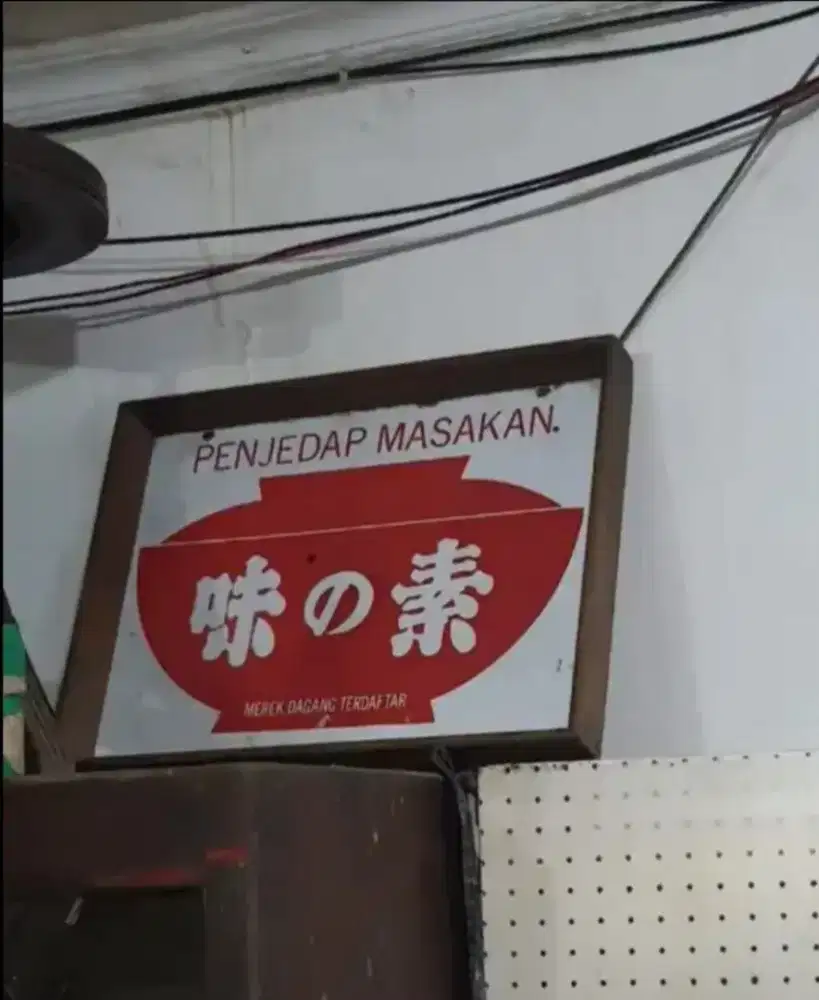 PENJEDAP MASAKAN.
味の素
MEREK DAGANG TERDAFTAR